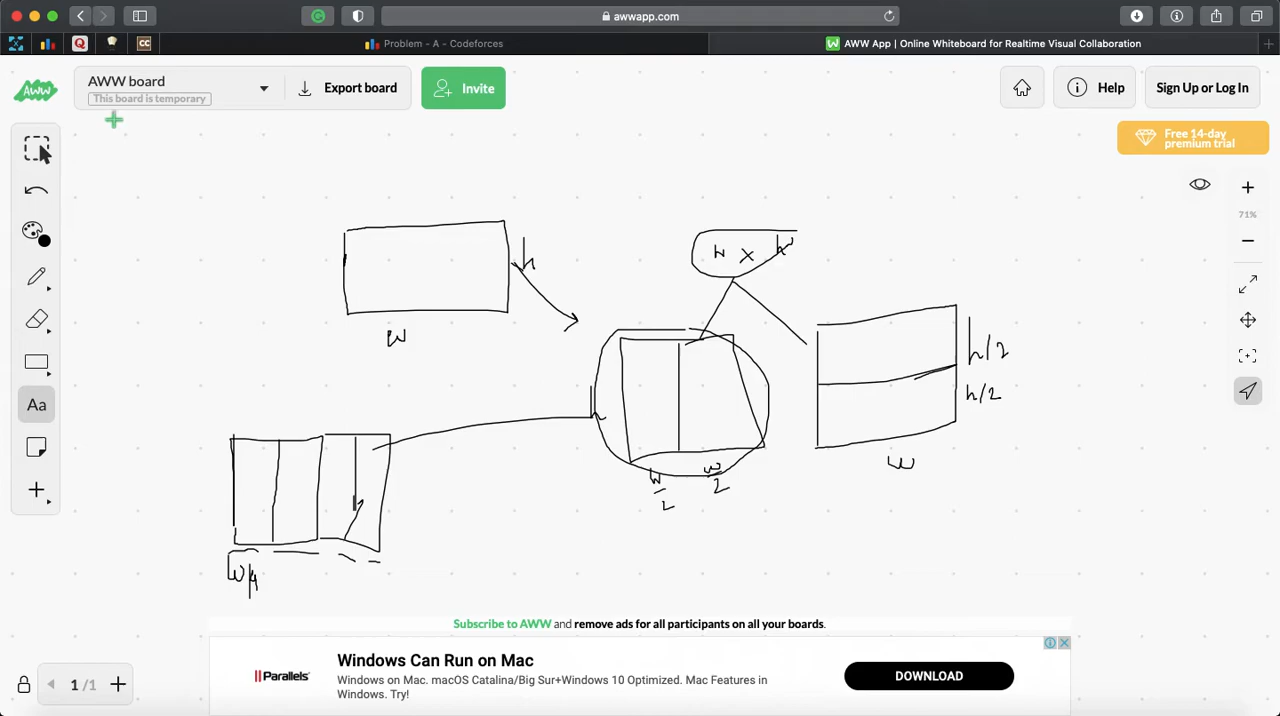 awwapp.com
Problem - A - Codeforces
AWW App | Online Whiteboard for Realtime Visual Collaboration
AWW
AWW board
This board is temporary
Export board
Invite
Help
Sign Up or Log In
Free 14-day
premium trial
71%
Aa
h
w
h/2
h/2
w
h
w/2
w/2
w/4
Subscribe to AWW and remove ads for all participants on all your boards.
Parallels
Windows Can Run on Mac
Windows on Mac. macOS Catalina/Big Sur+Windows 10 Optimized. Mac Features in
Windows. Try!
DOWNLOAD
1 /1